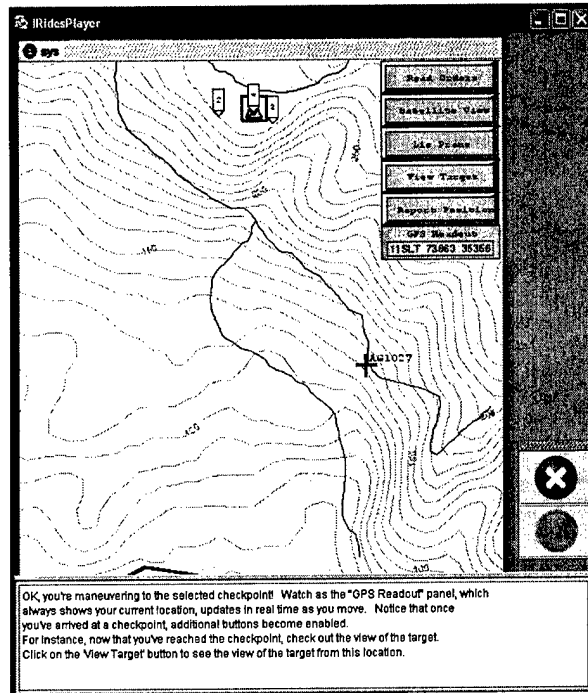 iRidesPlayer
sys
Read Orders
Satellite View
Lie Prone
View Target
Report Position
GPS Readout
11SLT 73863 35356
AG1027
2
2
400
OK, you're maneuvering to the selected checkpoint! Watch as the "GPS Readout" panel, which
always shows your current location, updates in real time as you move. Notice that once
you've arrived at a checkpoint, additional buttons become enabled.
For instance, now that you've reached the checkpoint, check out the view of the target.
Click on the 'View Target' button to see the view of the target from this location.